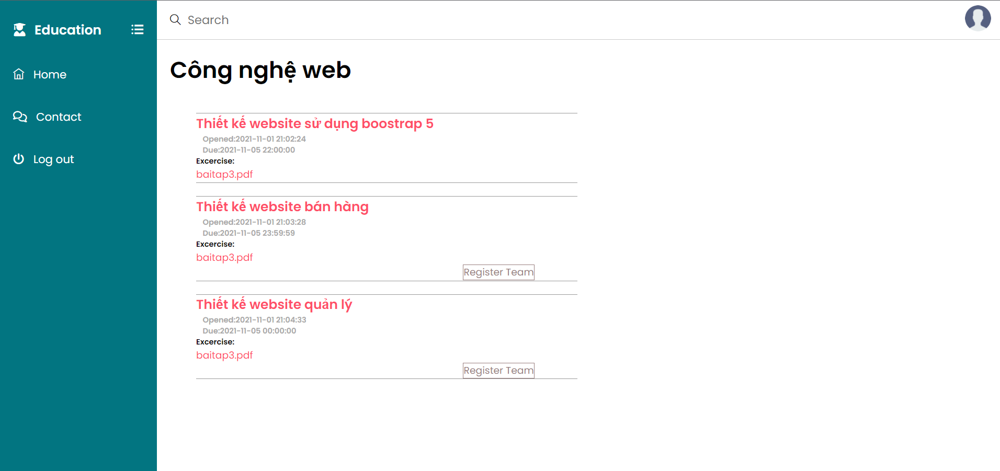 Education
Home
Contact
Log out
Search
Công nghệ web
Thiết kế website sử dụng boostrap 5
Opened:2021-11-01 21:02:24
Due:2021-11-05 22:00:00
Excercise:
baitap3.pdf
Thiết kế website bán hàng
Opened:2021-11-01 21:03:28
Due:2021-11-05 23:59:59
Excercise:
baitap3.pdf
Register Team
Thiết kế website quản lý
Opened:2021-11-01 21:04:33
Due:2021-11-05 00:00:00
Excercise:
baitap3.pdf
Register Team